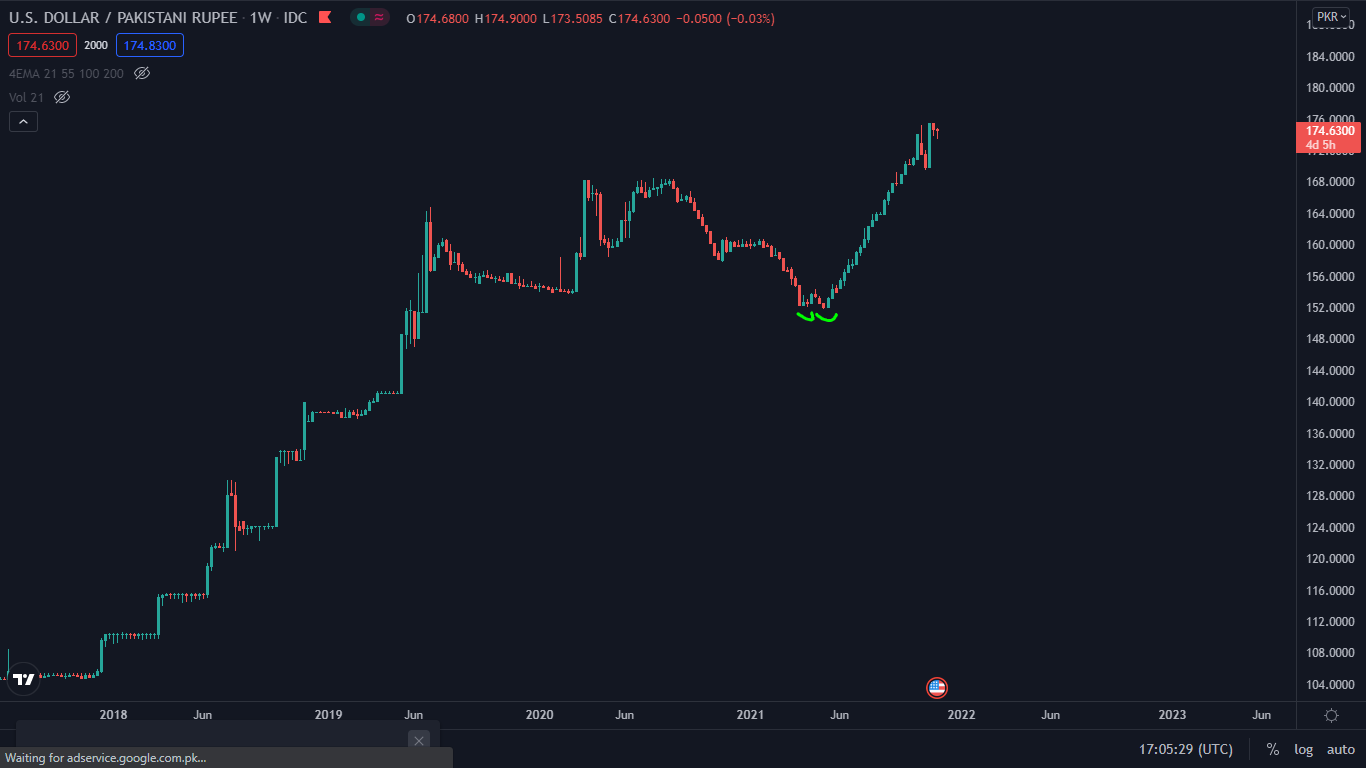 U.S. DOLLAR / PAKISTANI RUPEE · 1W · IDC O174.6800 H174.9000 L173.5085 C174.6300 −0.0500 (−0.03%)
PKR
174.6300 2000 174.8300
4EMA 21 55 100 200
Vol 21
184.0000
180.0000
176.0000
174.6300
4d 5h
168.0000
164.0000
160.0000
156.0000
152.0000
148.0000
144.0000
140.0000
136.0000
132.0000
128.0000
124.0000
120.0000
116.0000
112.0000
108.0000
104.0000
2018 Jun 2019 Jun 2020 Jun 2021 Jun 2022 Jun 2023 Jun
17:05:29 (UTC) % log auto
Waiting for adservice.google.com.pk...